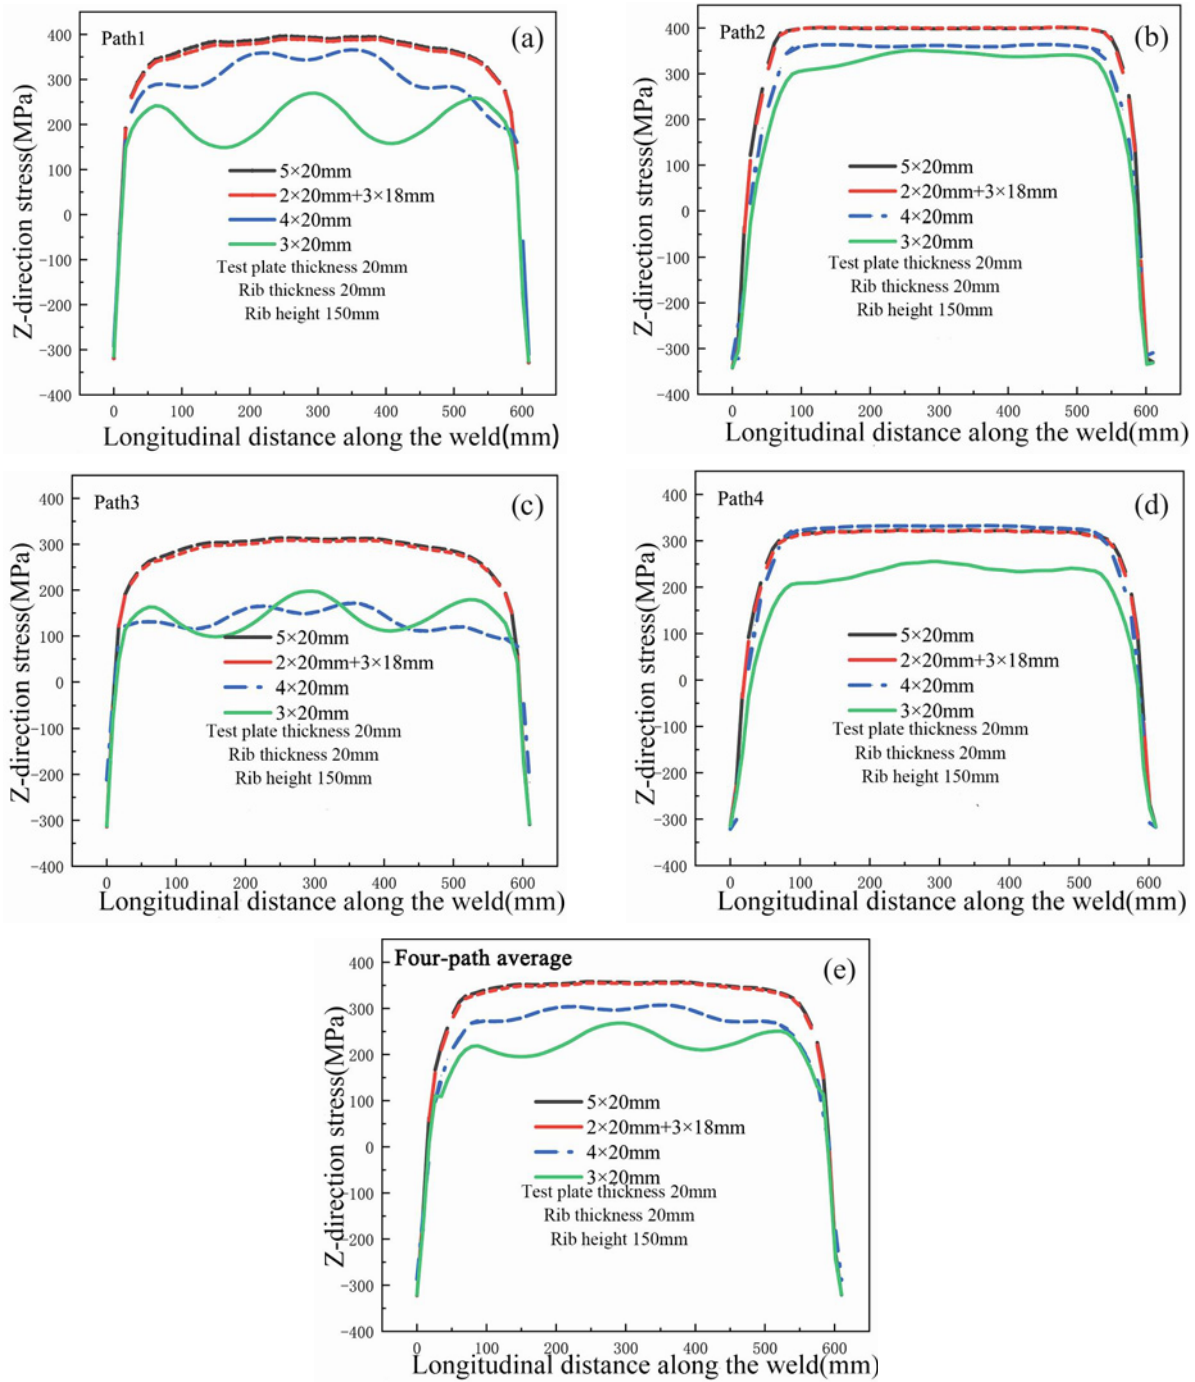 Path1
(a)
400
300
200
100
0
−100
−200
−300
−400
Z-direction stress(MPa)
5×20mm
2×20mm+3×18mm
4×20mm
3×20mm
Test plate thickness 20mm
Rib thickness 20mm
Rib height 150mm
0 100 200 300 400 500 600
Longitudinal distance along the weld(mm)
Path2
(b)
400
300
200
100
0
−100
−200
−300
−400
Z-direction stress(MPa)
5×20mm
2×20mm+3×18mm
4×20mm
3×20mm
Test plate thickness 20mm
Rib thickness 20mm
Rib height 150mm
0 100 200 300 400 500 600
Longitudinal distance along the weld(mm)
Path3
(c)
400
300
200
100
0
−100
−200
−300
−400
Z-direction stress(MPa)
5×20mm
2×20mm+3×18mm
4×20mm
3×20mm
Test plate thickness 20mm
Rib thickness 20mm
Rib height 150mm
0 100 200 300 400 500 600
Longitudinal distance along the weld(mm)
Path4
(d)
400
300
200
100
0
−100
−200
−300
−400
Z-direction stress(MPa)
5×20mm
2×20mm+3×18mm
4×20mm
3×20mm
Test plate thickness 20mm
Rib thickness 20mm
Rib height 150mm
0 100 200 300 400 500 600
Longitudinal distance along the weld(mm)
Four-path average
(e)
400
300
200
100
0
−100
−200
−300
−400
Z-direction stress(MPa)
5×20mm
2×20mm+3×18mm
4×20mm
3×20mm
Test plate thickness 20mm
Rib thickness 20mm
Rib height 150mm
0 100 200 300 400 500 600
Longitudinal distance along the weld(mm)